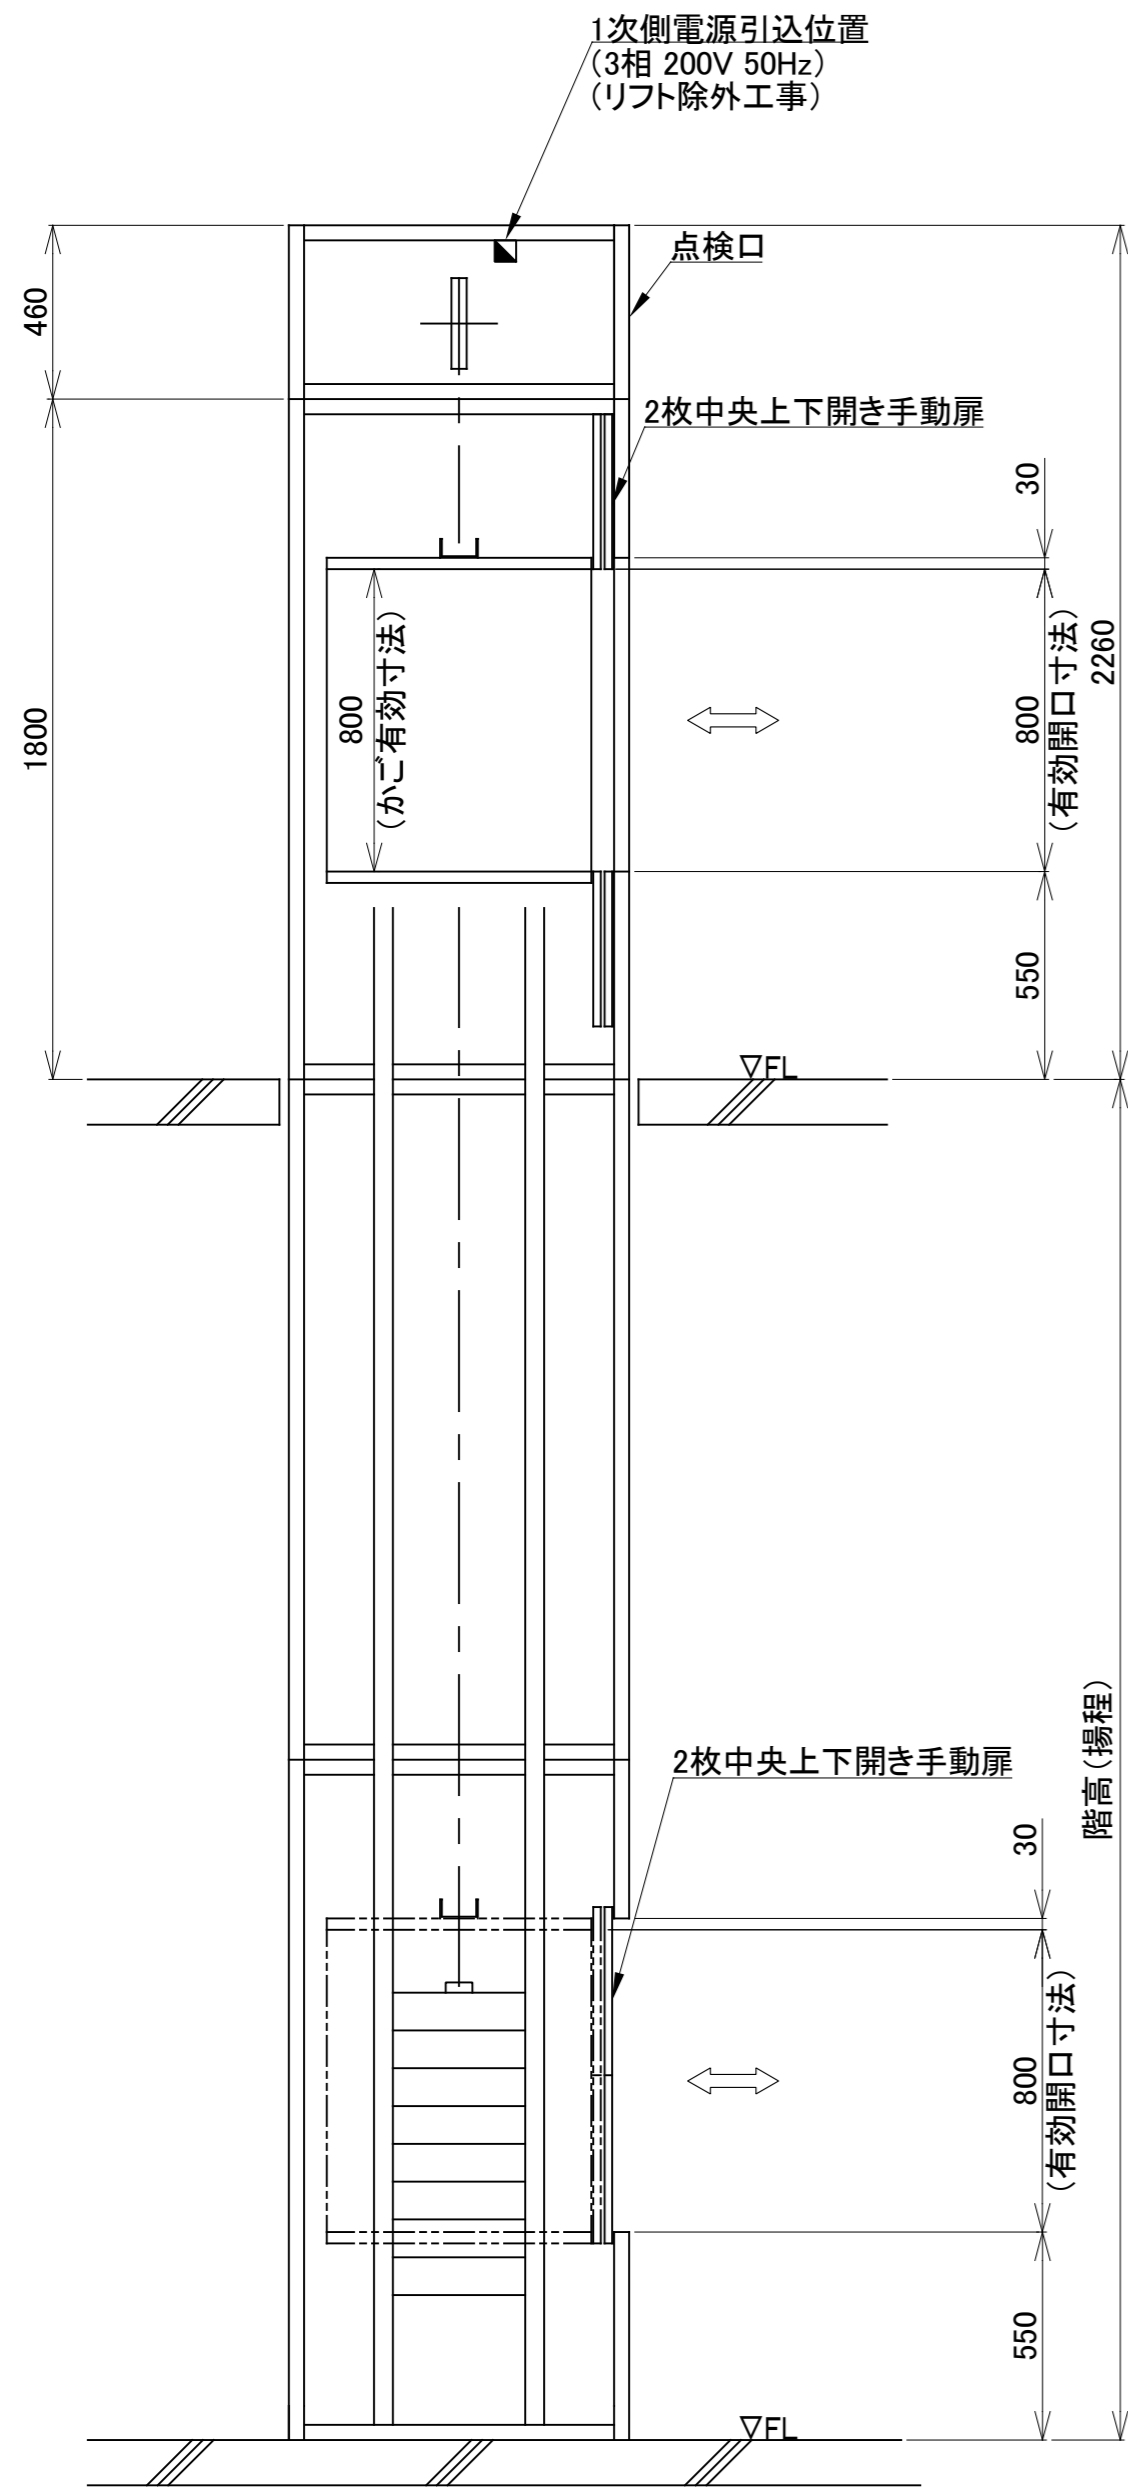 1次側電源引込位置
(3相 200V 50Hz)
(リフト除外工事)
点検口
460
2枚中央上下開き手動扉
30
1800
800
(かご有効寸法)
800
(有効開口寸法)
2260
550
▽FL
階高(揚程)
2枚中央上下開き手動扉
30
800
(有効開口寸法)
550
▽FL